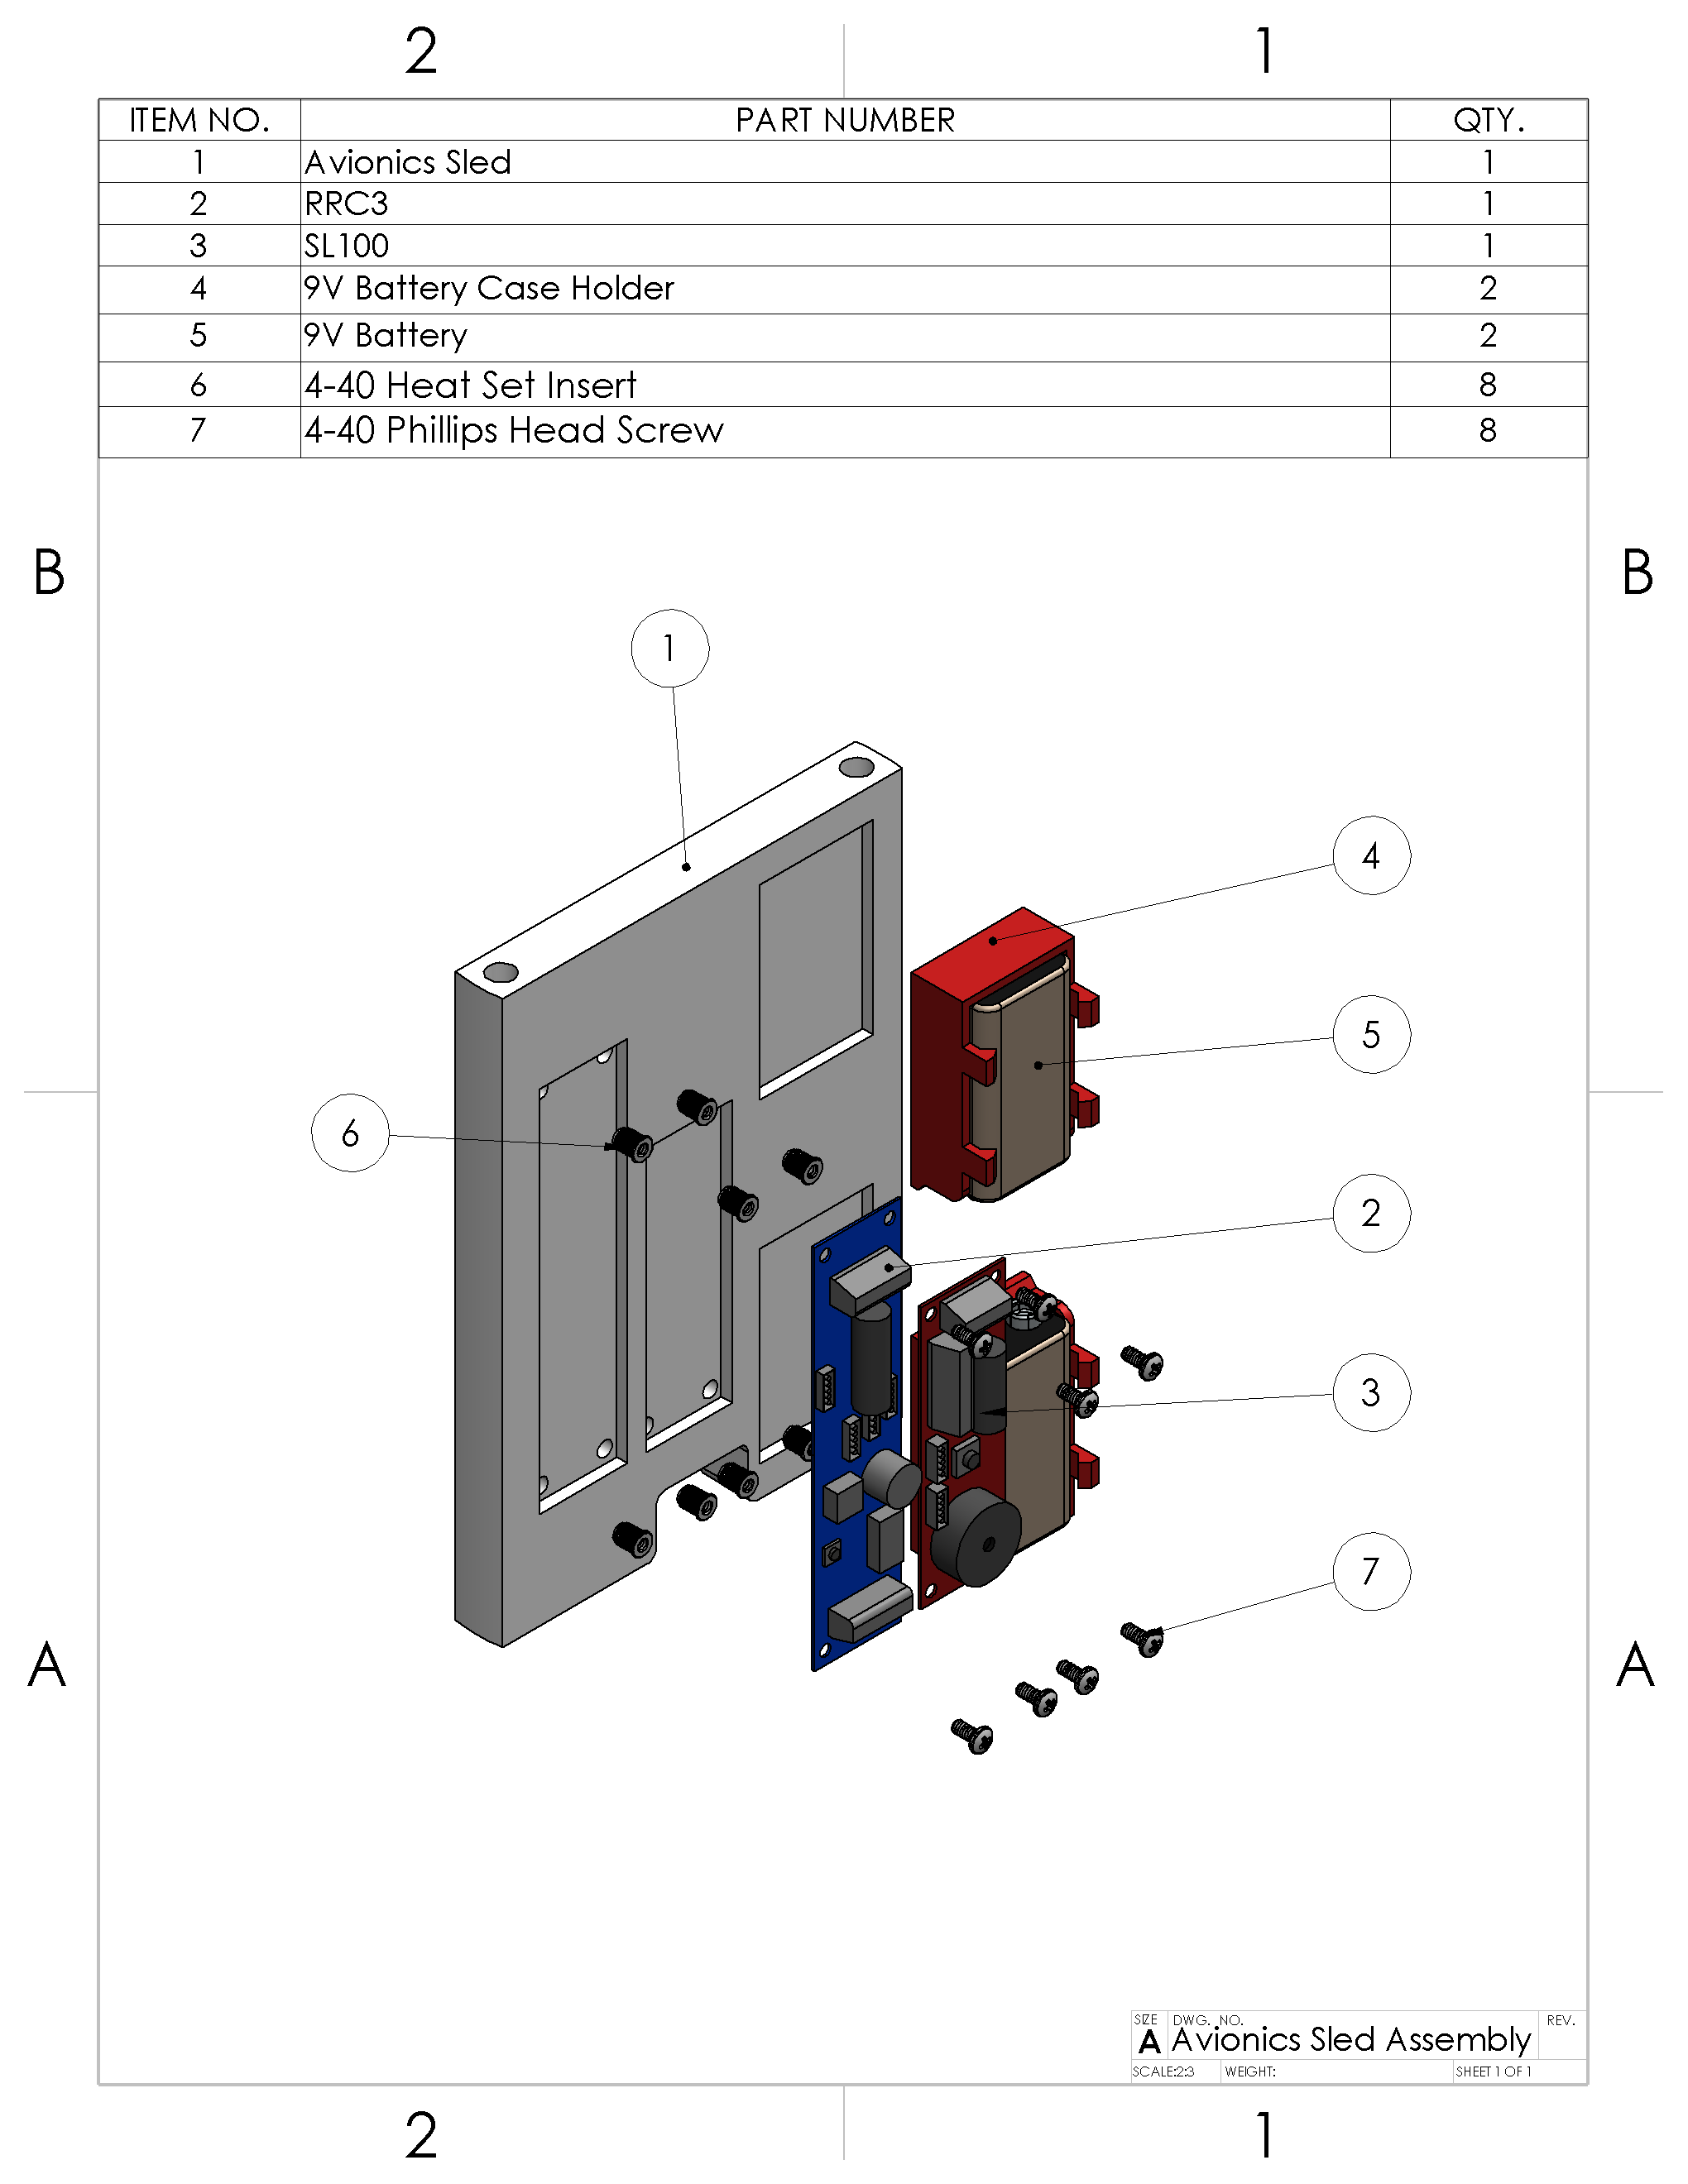 2 1
ITEM NO. PART NUMBER QTY.
1 Avionics Sled 1
2 RRC3 1
3 SL100 1
4 9V Battery Case Holder 2
5 9V Battery 2
6 4-40 Heat Set Insert 8
7 4-40 Phillips Head Screw 8
B B
1
4
5
6
2
3
7
A A
SIZE DWG. NO. REV.
A Avionics Sled Assembly
SCALE:2:3 WEIGHT: SHEET 1 OF 1
2 1